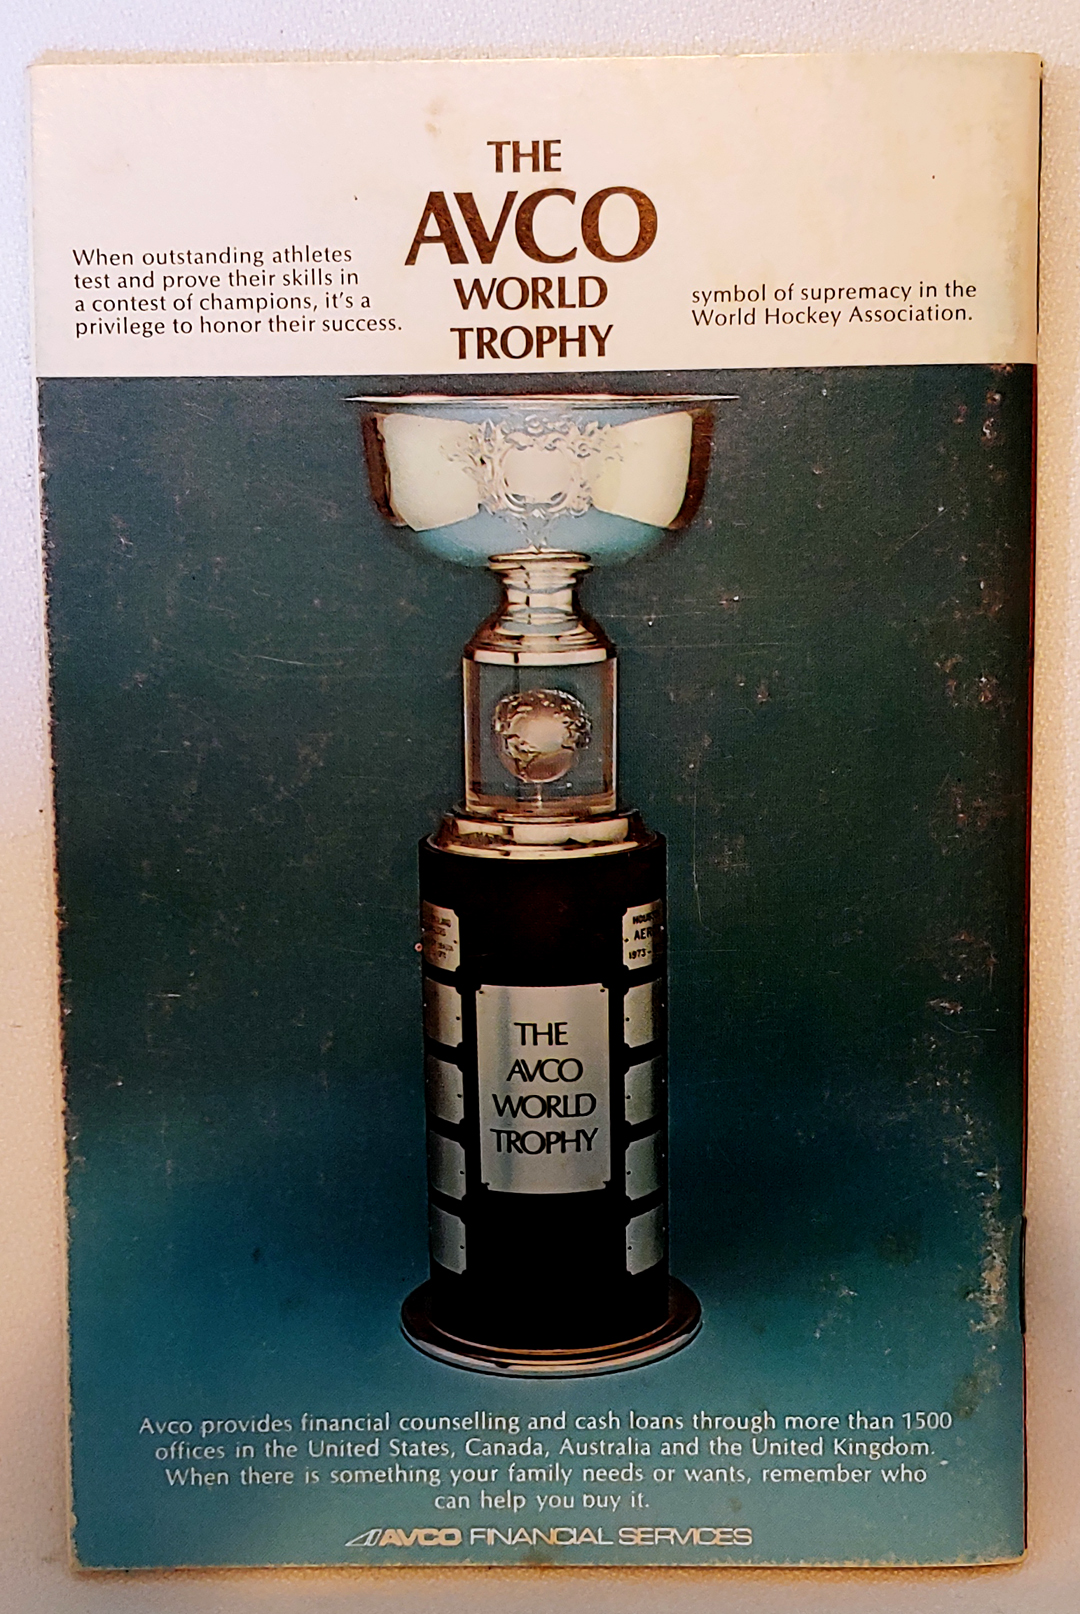 THE
AVCO
WORLD
TROPHY
When outstanding athletes
test and prove their skills in
a contest of champions, it's a
privilege to honor their success.
symbol of supremacy in the
World Hockey Association.
1973-
THE
AVCO
WORLD
TROPHY
Avco provides financial counselling and cash loans through more than 1500
offices in the United States, Canada, Australia and the United Kingdom.
When there is something your family needs or wants, remember who
can help you buy it.
AVCO FINANCIAL SERVICES